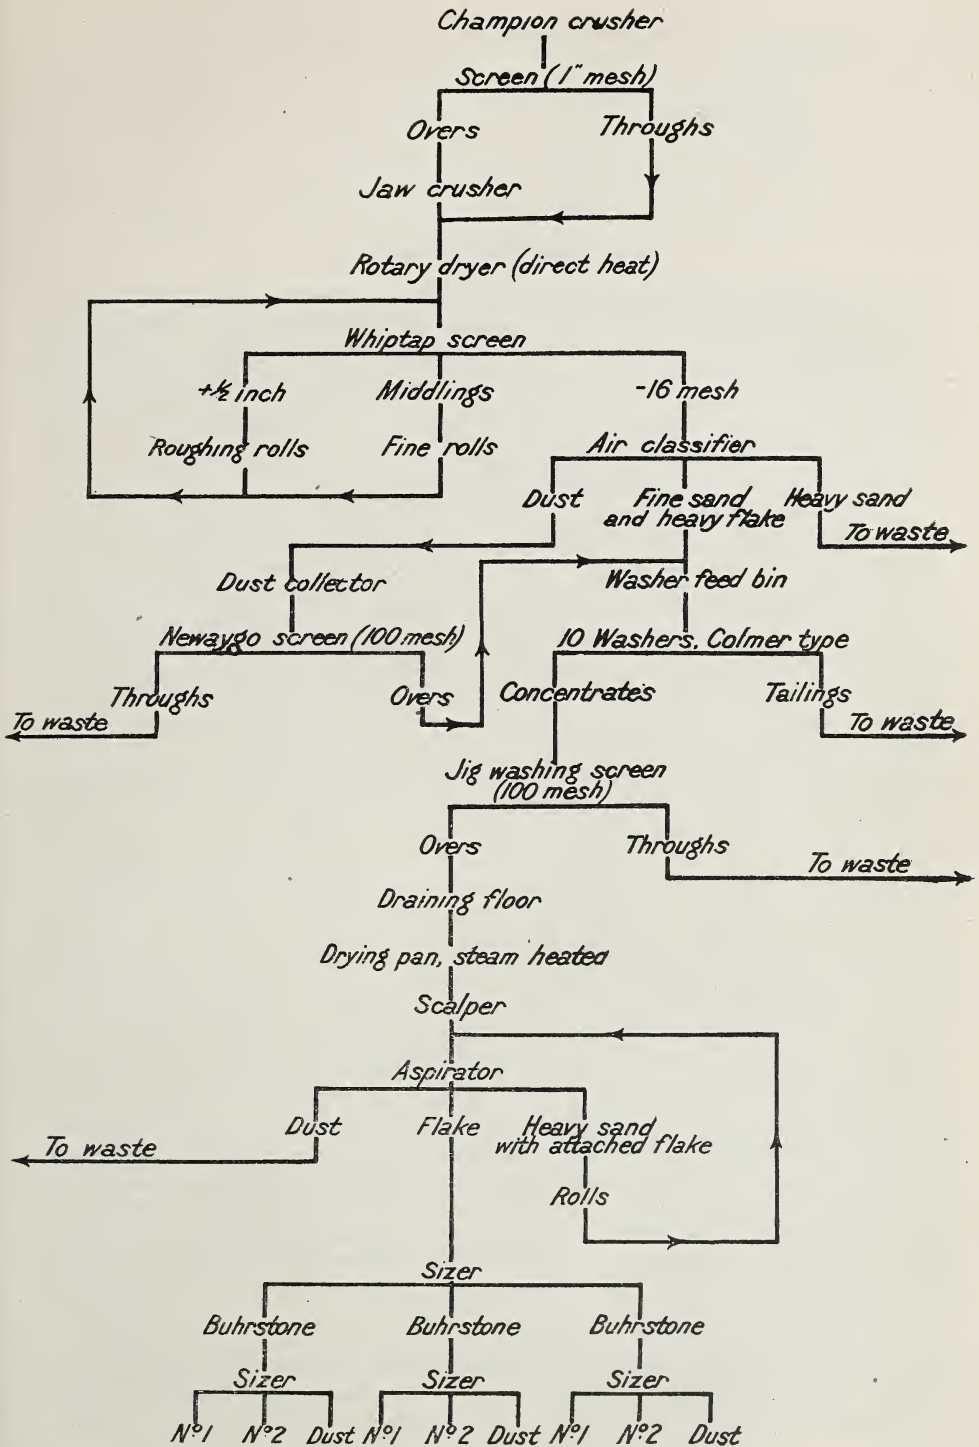 Champion crusher
Screen (1" mesh)
Overs Throughs
Jaw crusher
Rotary dryer (direct heat)
Whiptap screen
+½ inch Middlings -16 mesh
Roughing rolls Fine rolls Air classifier
Dust Fine sand and heavy flake Heavy sand
To waste
Dust collector Washer feed bin
Newaygo screen (100 mesh) 10 Washers. Colmer type
Throughs Overs Concentrates Tailings
To waste To waste
Jig washing screen
(100 mesh)
Overs Throughs
To waste
Draining floor
Drying pan, steam heated
Scalper
Aspirator
Dust Flake Heavy sand
with attached flake
To waste
Rolls
Sizer
Buhrstone Buhrstone Buhrstone
Sizer Sizer Sizer
Nº1 Nº2 Dust Nº1 Nº2 Dust Nº1 Nº2 Dust